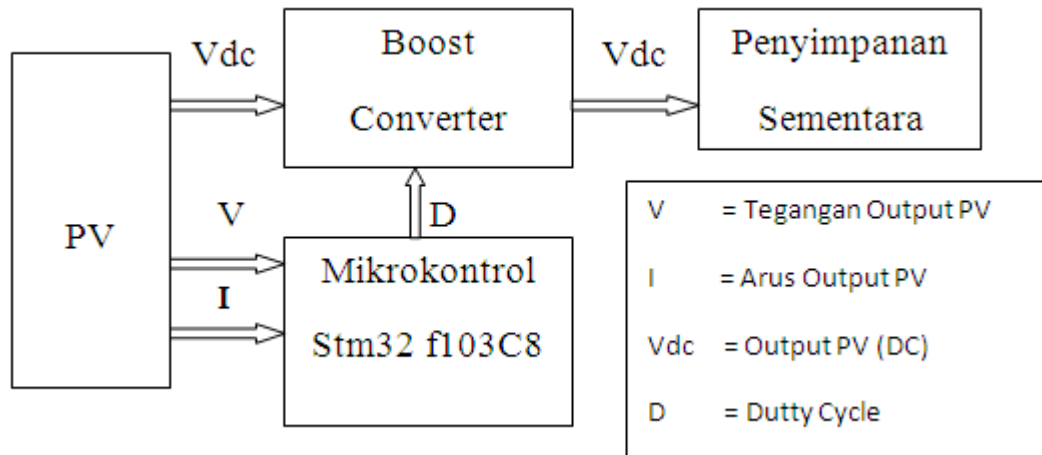 PV
Vdc
Boost
Converter
Vdc
Penyimpanan
Sementara
V
I
D
Mikrokontrol
Stm32 f103C8
V = Tegangan Output PV
I = Arus Output PV
Vdc = Output PV (DC)
D = Dutty Cycle